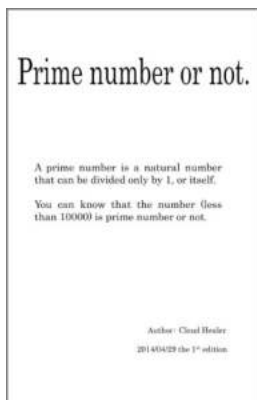 Prime number or not.
A prime number is a natural number
that can be divided only by 1, or itself.
You can know that the number (less
than 10000) is prime number or not.
Author: Cloud Healer
2014/04/29 the 1st edition